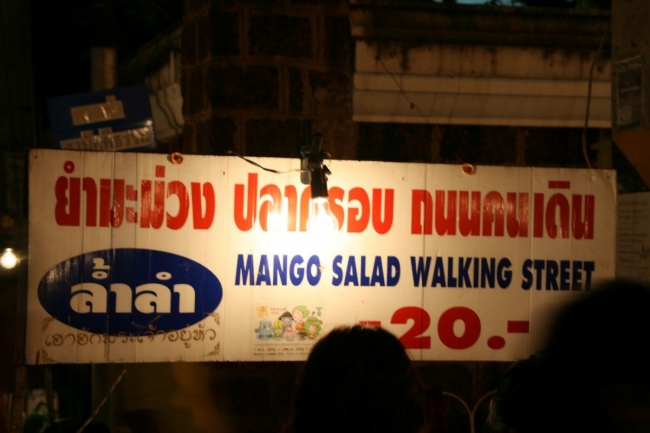 ยำมะม่วง ปลากรอบ ถนนคนเดิน
MANGO SALAD WALKING STREET
ล้ำลำ
20.-